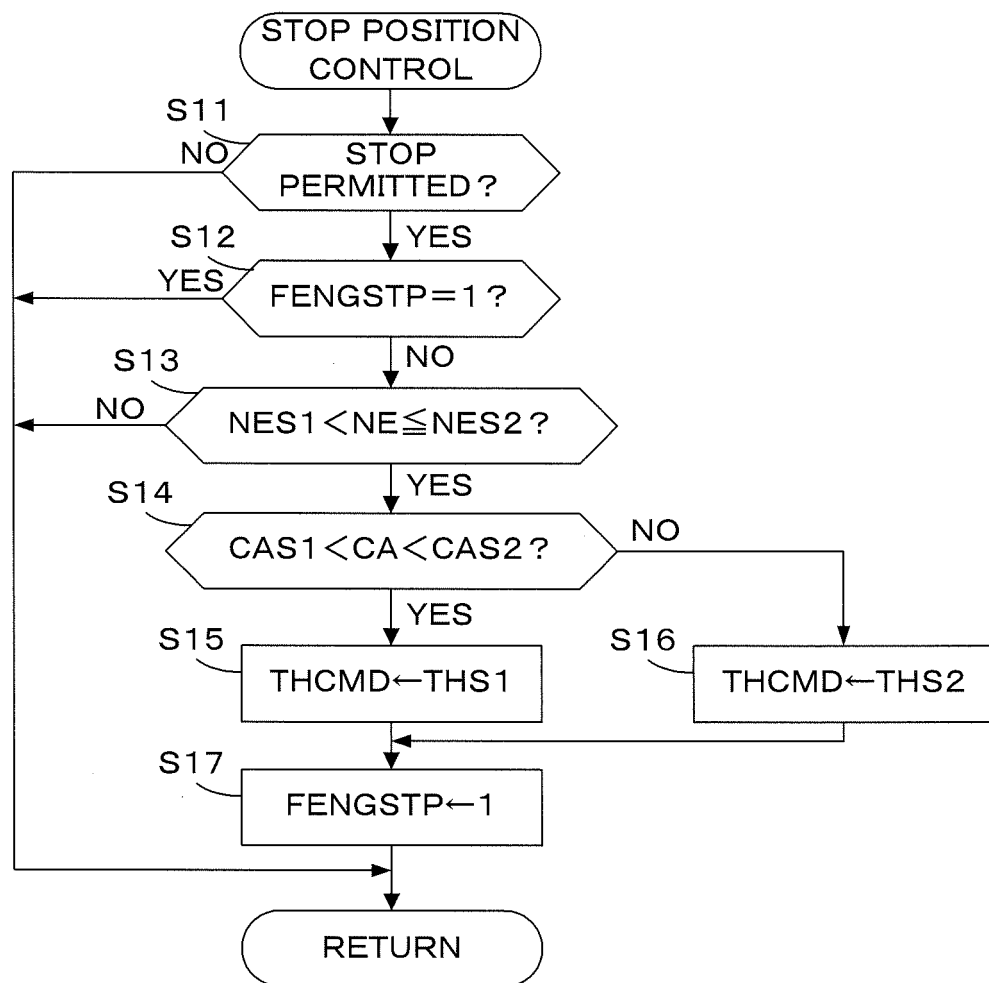 STOP POSITION
CONTROL
S11
NO
STOP
PERMITTED?
YES
S12
YES
FENGSTP=1?
NO
S13
NO
NES1<NE≦NES2?
YES
S14
CAS1<CA<CAS2?
NO
YES
S15
THCMD←THS1
S16
THCMD←THS2
S17
FENGSTP←1
RETURN